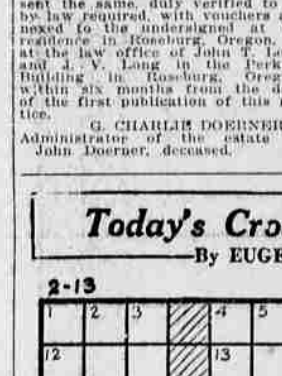 sent the same, duly verified as
by law required, with vouchers an-
nexed to the undersigned at
residence in Roseburg, Oregon,
at the law office of John T. Lo
and J. V. Long in the Perk
Building in Roseburg, Oreg
within six months from the d
of the first publication of this n
tice.
G. CHARLIE DOERNER
Administrator of the estate
John Doerner, deceased.
Today's Cro
By EUGE
2-13
1 2 3 4 5
12 13